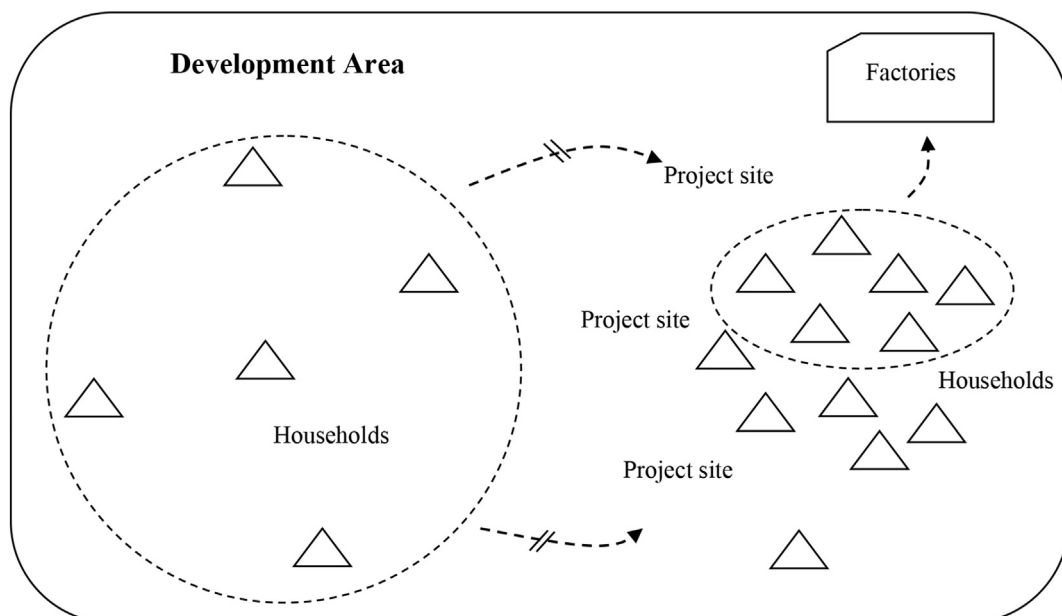 Development Area
Factories
Project site
Project site
Households
Households
Project site